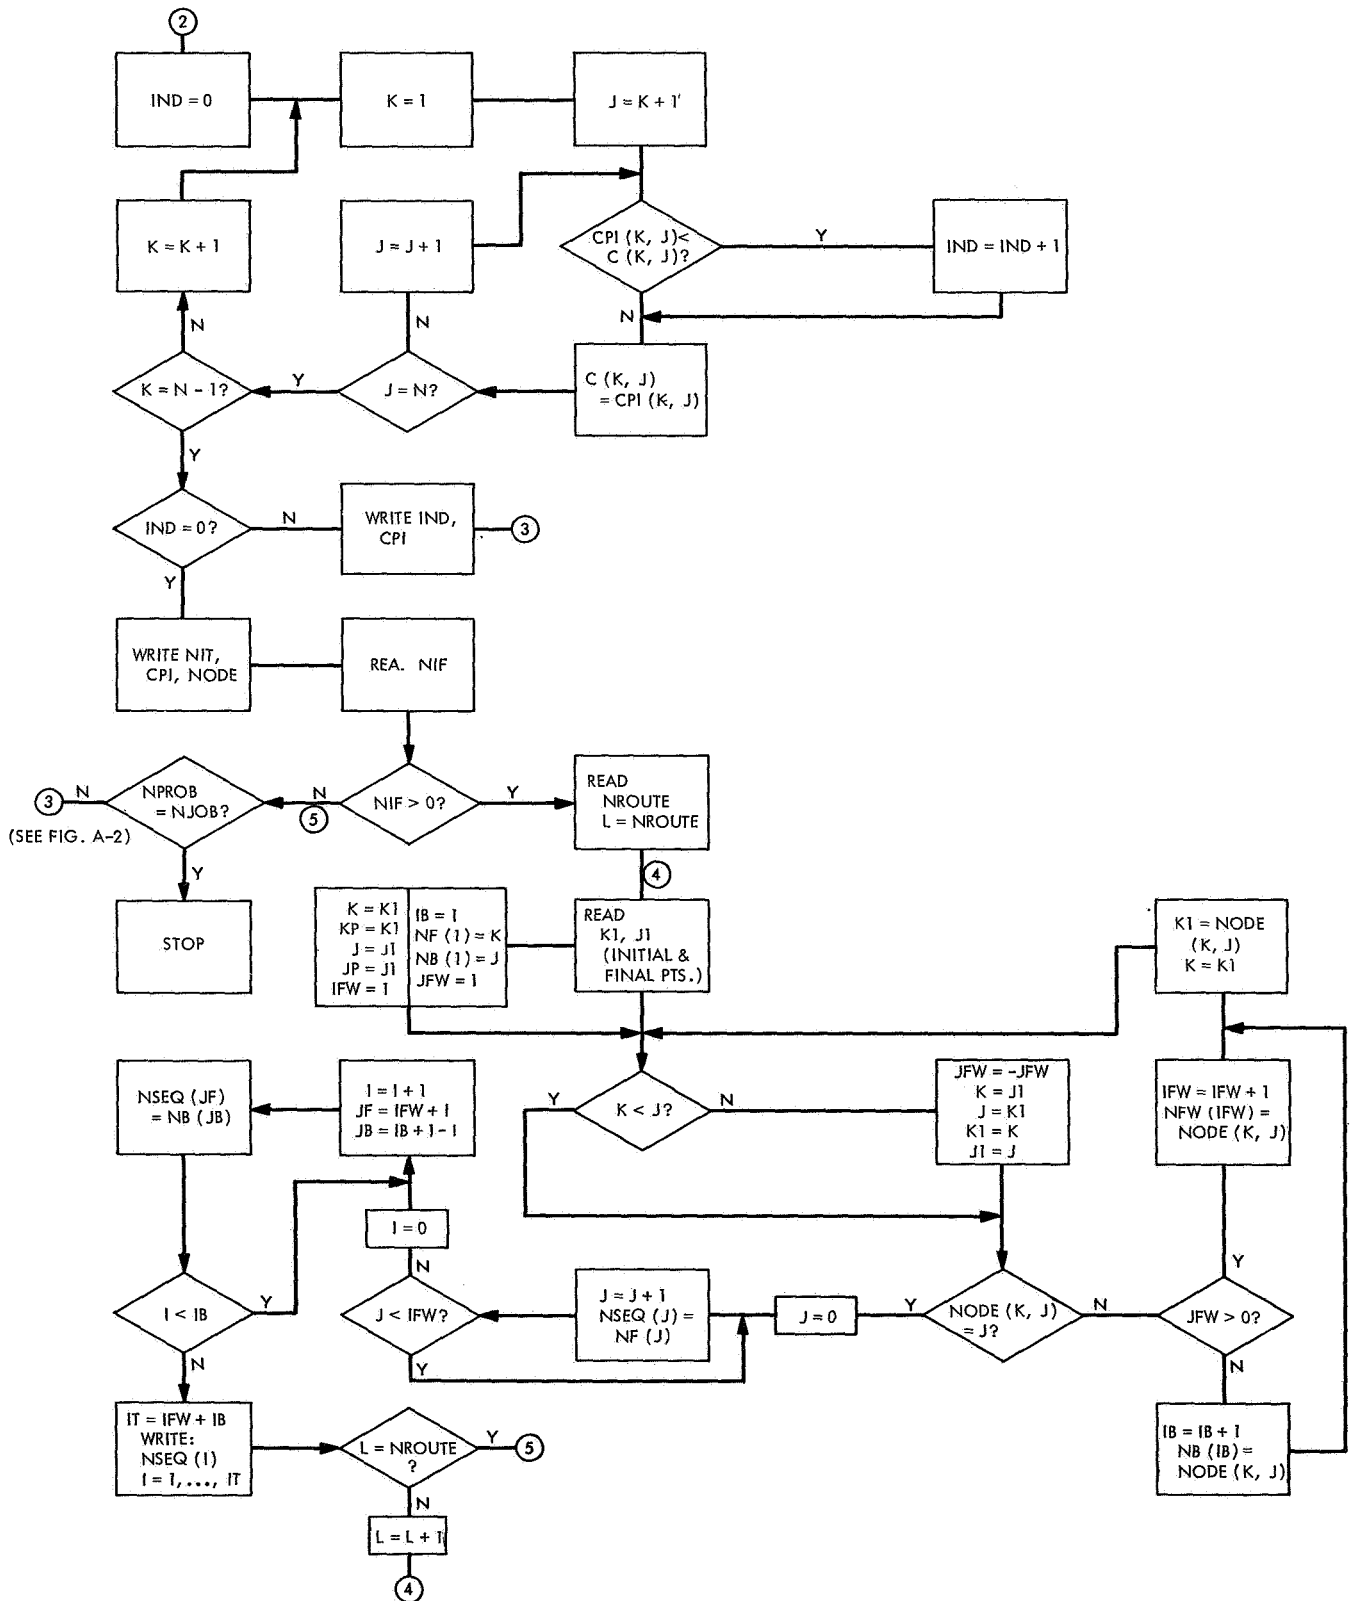 2
IND = 0
K = 1
J = K + 1'
K = K + 1
J = J + 1
CPI (K, J) <
C (K, J)?
Y
IND = IND + 1
N
N
N
K = N - 1?
Y
J = N?
C (K, J)
= CPI (K, J)
Y
IND = 0?
N
WRITE IND,
CPI
3
Y
WRITE NIT,
CPI, NODE
REA. NIF
3
N
(SEE FIG. A-2)
NPROB
= NJOB?
N
5
NIF > 0?
Y
READ
NROUTE
L = NROUTE
Y
4
STOP
K = K1
KP = K1
J = J1
JP = J1
IFW = 1
IB = 1
NF (1) = K
NB (1) = J
JFW = 1
READ
K1, J1
(INITIAL &
FINAL PTS.)
K1 = NODE
(K, J)
K = K1
NSEQ (JF)
= NB (JB)
I = I + 1
JF = IFW + I
JB = IB + 1 - I
Y
K < J?
N
JFW = -JFW
K = J1
J = K1
K1 = K
J1 = J
IFW = IFW + 1
NFW (IFW) =
NODE (K, J)
I = 0
N
Y
I < IB
Y
J < IFW?
J = J + 1
NSEQ (J) =
NF (J)
J = 0
Y
NODE (K, J)
= J?
N
JFW > 0?
N
Y
N
IT = IFW + IB
WRITE:
NSEQ (I)
I = 1, ..., IT
L = NROUTE
?
Y
5
IB = IB + 1
NB (IB) =
NODE (K, J)
N
L = L + 1
4